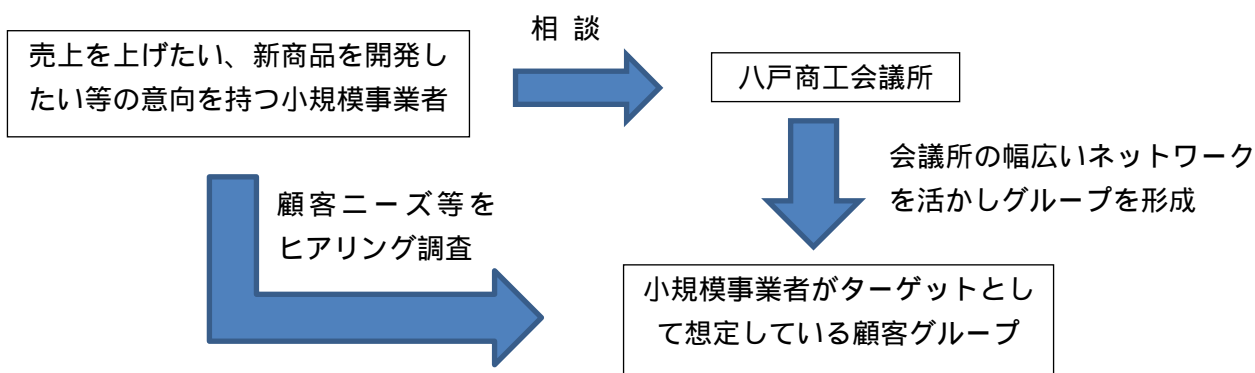 相 談
売上を上げたい、新商品を開発し
たい等の意向を持つ小規模事業者
八戸商工会議所
会議所の幅広いネットワーク
を活かしグループを形成
顧客ニーズ等を
ヒアリング調査
小規模事業者がターゲットとし
て想定している顧客グループ